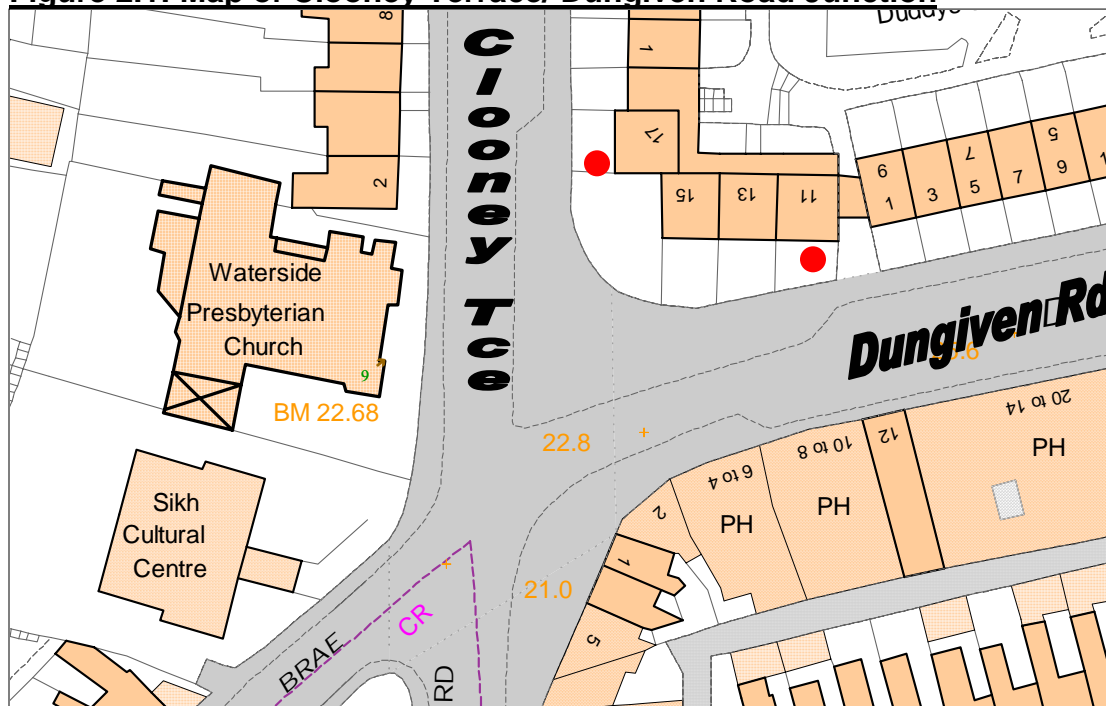 Clooney Tce
8
1
17
2
15
13
11
6
1
3
7
5
7
5
9
1
Waterside
Presbyterian
Church
9
BM 22.68
Dungiven Rd
22.8
20 to 14
12
10 to 8
6 to 4
PH
PH
PH
2
1
5
Sikh
Cultural
Centre
21.0
CR
BRAE
RD